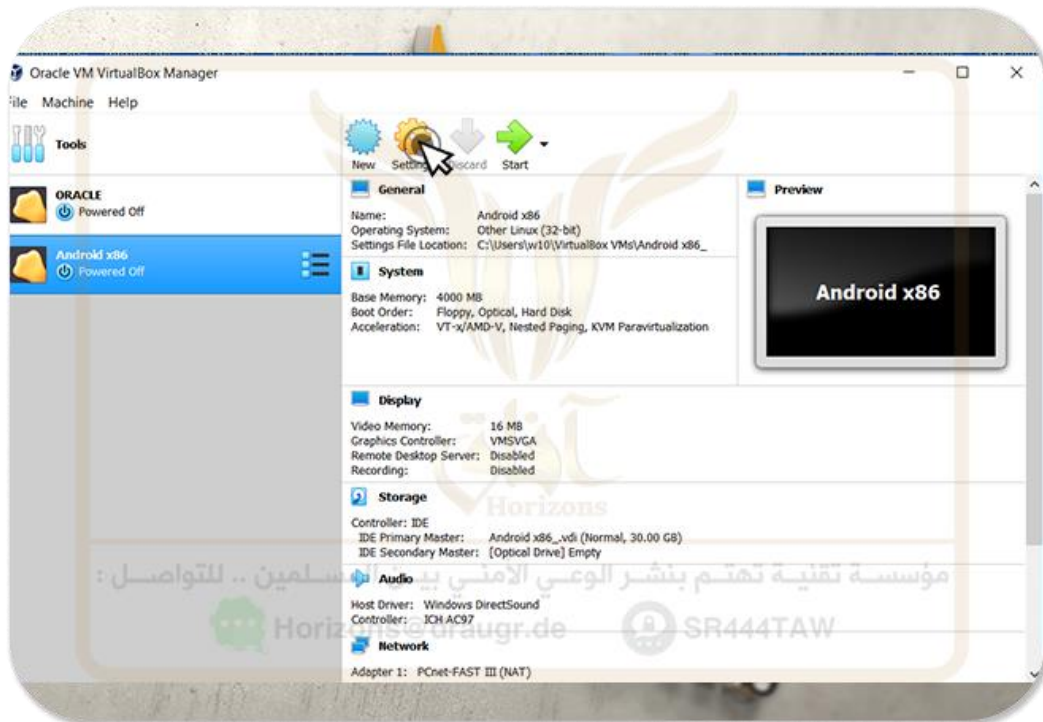 Oracle VM VirtualBox Manager
File Machine Help
Tools
New Settings Discard Start
ORACLE
Powered Off
Android x86
Powered Off
General
Name: Android x86
Operating System: Other Linux (32-bit)
Settings File Location: C:\Users\w10\VirtualBox VMs\Android x86_
System
Base Memory: 4000 MB
Boot Order: Floppy, Optical, Hard Disk
Acceleration: VT-x/AMD-V, Nested Paging, KVM Paravirtualization
Preview
Android x86
Display
Video Memory: 16 MB
Graphics Controller: VMSVGA
Remote Desktop Server: Disabled
Recording: Disabled
آفاق
Horizons
Storage
Controller: IDE
IDE Primary Master: Android x86_.vdi (Normal, 30.00 GB)
IDE Secondary Master: [Optical Drive] Empty
مؤسسة تقنية تهتم بنشر الوعي الأمني بين المسلمين .. للتواصل :
Audio
Host Driver: Windows DirectSound
Controller: ICH AC97
Horizons@draugr.de SR444TAW
Network
Adapter 1: PCnet-FAST III (NAT)